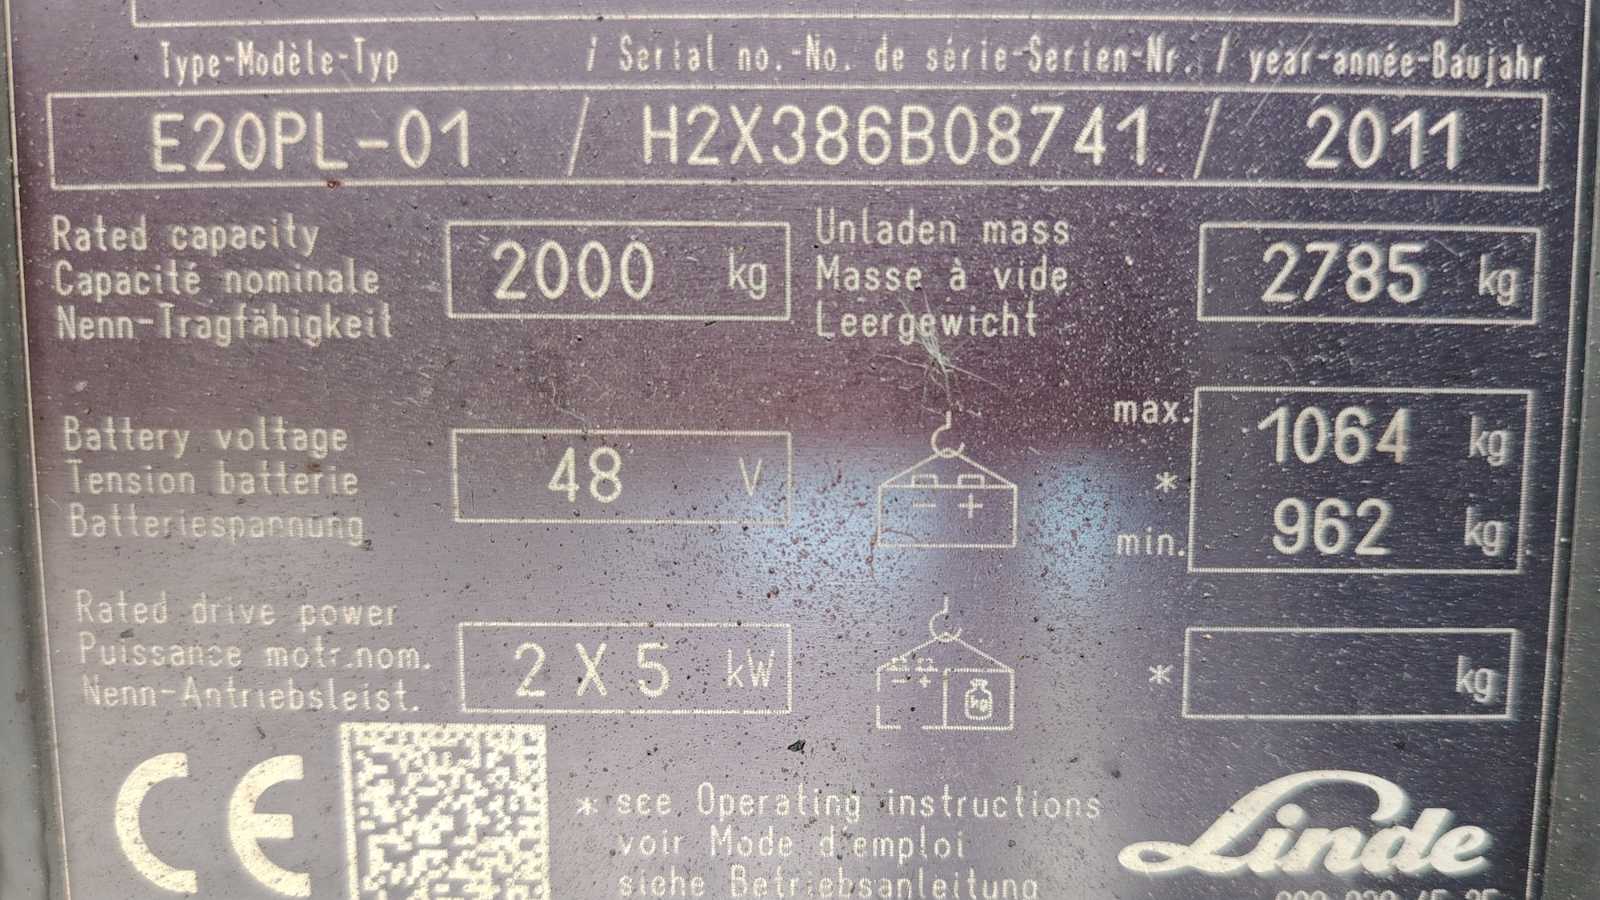 Type-Modèle-Typ / Serial no.-No. de série-Serien-Nr. / year-année-Baujahr
E20PL-01 / H2X386B08741 / 2011
Rated capacity
Capacité nominale
Nenn-Tragfähigkeit
2000 kg
Unladen mass
Masse à vide
Leergewicht
2785 kg
Battery voltage
Tension batterie
Batteriespannung
48 V
- +
max. 1064 kg
*
min. 962 kg
Rated drive power
Puissance motr.nom.
Nenn-Antriebsleist.
2 X 5 kW
- + kg
* kg
CE
* see Operating instructions
voir Mode d'emploi
siehe Betriebsanleitung
Linde